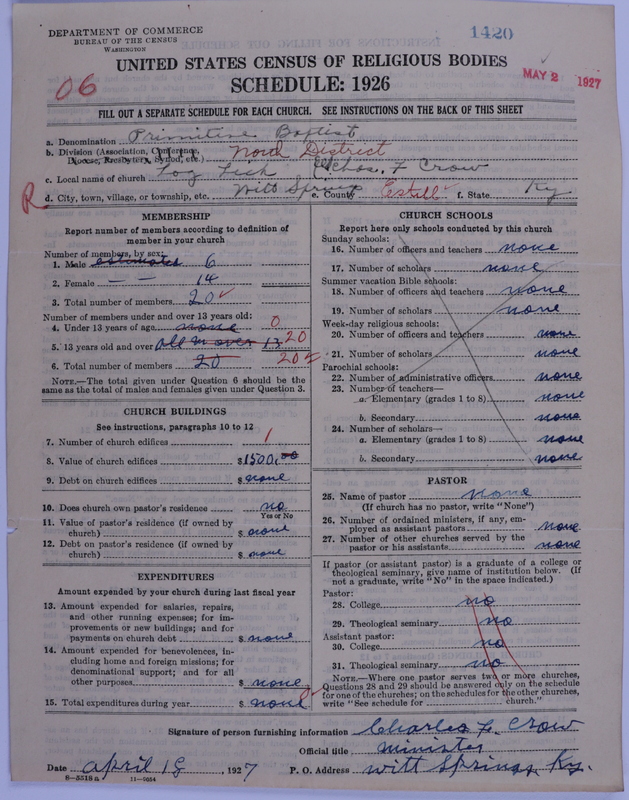 DEPARTMENT OF COMMERCE
BUREAU OF THE CENSUS
WASHINGTON
1420
UNITED STATES CENSUS OF RELIGIOUS BODIES
SCHEDULE: 1926
06
MAY 2 1927
FILL OUT A SEPARATE SCHEDULE FOR EACH CHURCH. SEE INSTRUCTIONS ON THE BACK OF THIS SHEET
a. Denomination Primitive Baptist
b. Division (Association, Conference, Diocese, Presbytery, Synod, etc.) North District
c. Local name of church Log Lick Chas. F Crow
R
d. City, town, village, or township, etc. Witt Springs e. County Estill f. State Ky
MEMBERSHIP
Report number of members according to definition of member in your church
Number of members, by sex:
1. Male estimated 6
2. Female — — 14
3. Total number of members 20
Number of members under and over 13 years old:
4. Under 13 years of age none 0
5. 13 years old and over all in over 13 20
6. Total number of members 20 20
NOTE.—The total given under Question 6 should be the same as the total of males and females given under Question 3.
CHURCH BUILDINGS
See instructions, paragraphs 10 to 12
7. Number of church edifices 1
8. Value of church edifices $1500.00
9. Debt on church edifices $ none
10. Does church own pastor's residence no
Yes or No
11. Value of pastor's residence (if owned by church) $ none
12. Debt on pastor's residence (if owned by church) $ none
EXPENDITURES
Amount expended by your church during last fiscal year
13. Amount expended for salaries, repairs, and other running expenses; for improvements or new buildings; and for payments on church debt $ none
14. Amount expended for benevolences, including home and foreign missions; for denominational support; and for all other purposes $ none
15. Total expenditures during year $ none
CHURCH SCHOOLS
Report here only schools conducted by this church
Sunday schools:
16. Number of officers and teachers none
17. Number of scholars none
Summer vacation Bible schools:
18. Number of officers and teachers none
19. Number of scholars none
Week-day religious schools:
20. Number of officers and teachers none
21. Number of scholars none
Parochial schools:
22. Number of administrative officers none
23. Number of teachers—
a. Elementary (grades 1 to 8) none
b. Secondary none
24. Number of scholars—
a. Elementary (grades 1 to 8) none
b. Secondary none
PASTOR
25. Name of pastor none
(If church has no pastor, write "None")
26. Number of ordained ministers, if any, employed as assistant pastors none
27. Number of other churches served by the pastor or his assistants none
If pastor (or assistant pastor) is a graduate of a college or theological seminary, give name of institution below. (If not a graduate, write "No" in the space indicated.)
Pastor:
28. College no
29. Theological seminary no
Assistant pastor:
30. College no
31. Theological seminary no
NOTE.—Where one pastor serves two or more churches, Questions 28 and 29 should be answered only on the schedule for one of the churches; on the schedules for the other churches, write "See schedule for church."
Signature of person furnishing information Charles F. Crow
Official title minister
Date April 18, 1927 P. O. Address Witt Springs, Ky.
8—5518a 11—9054